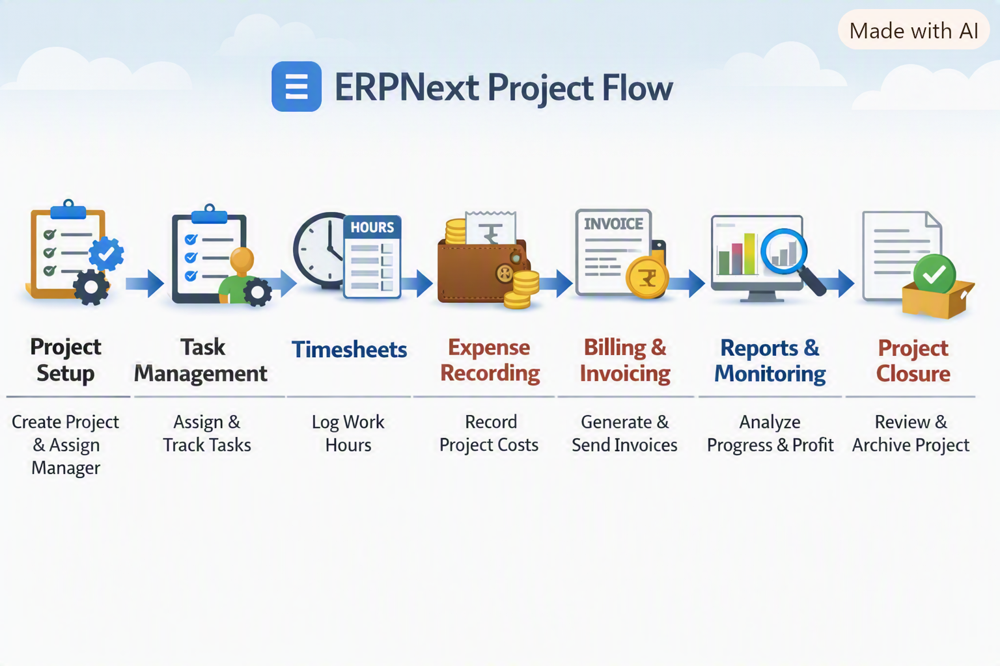 Made with AI
ERPNext Project Flow
HOURS
₹
INVOICE
₹
Project
Setup
Task
Management
Timesheets
Expense
Recording
Billing &
Invoicing
Reports &
Monitoring
Project
Closure
Create Project
& Assign
Manager
Assign &
Track Tasks
Log Work
Hours
Record
Project Costs
Generate &
Send Invoices
Analyze
Progress & Profit
Review &
Archive Project